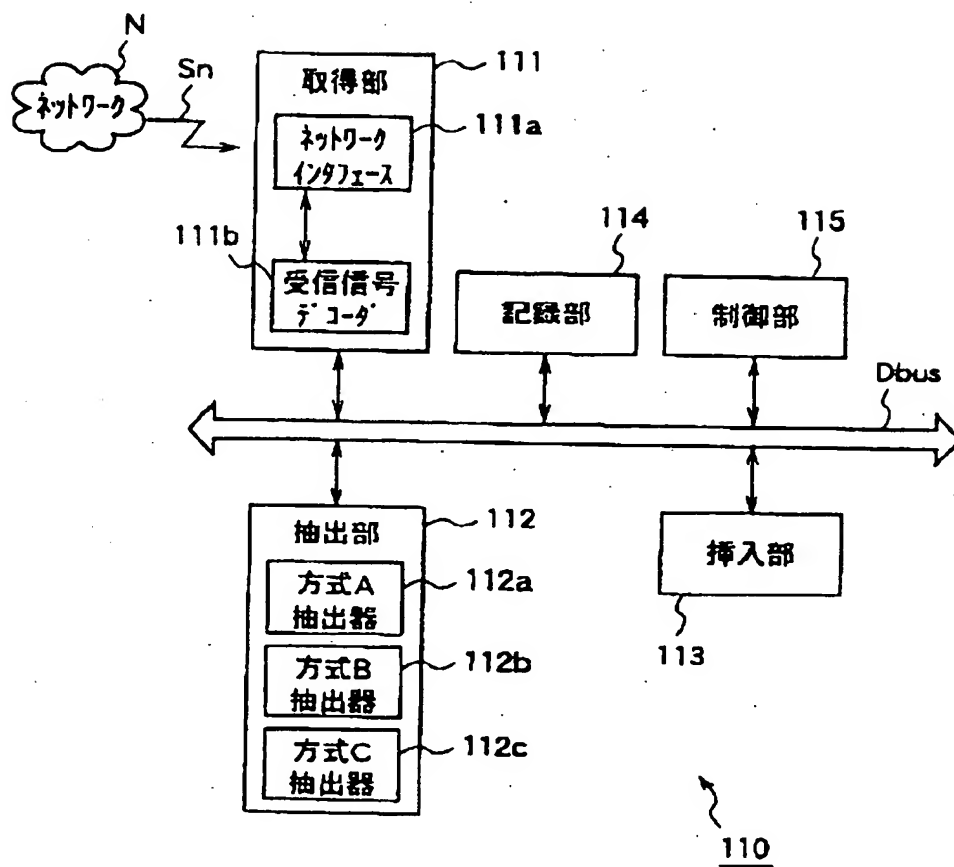 N
Sn
ネットワーク
111
取得部
111a
ネットワーク
インタフェース
111b
受信信号
デコーダ
114
記録部
115
制御部
Dbus
112
抽出部
112a
方式A
抽出器
112b
方式B
抽出器
112c
方式C
抽出器
挿入部
113
110